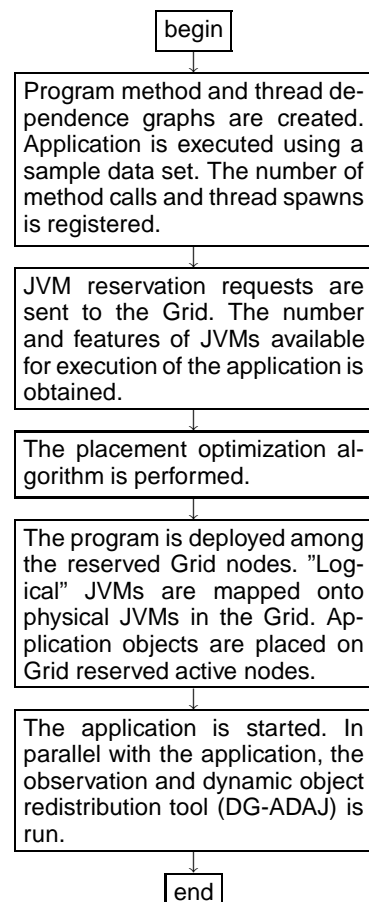 begin
Program method and thread de-
pendence graphs are created.
Application is executed using a
sample data set. The number of
method calls and thread spawns
is registered.
JVM reservation requests are
sent to the Grid. The number
and features of JVMs available
for execution of the application is
obtained.
The placement optimization al-
gorithm is performed.
The program is deployed among
the reserved Grid nodes. ”Log-
ical” JVMs are mapped onto
physical JVMs in the Grid. Ap-
plication objects are placed on
Grid reserved active nodes.
The application is started. In
parallel with the application, the
observation and dynamic object
redistribution tool (DG-ADAJ) is
run.
end